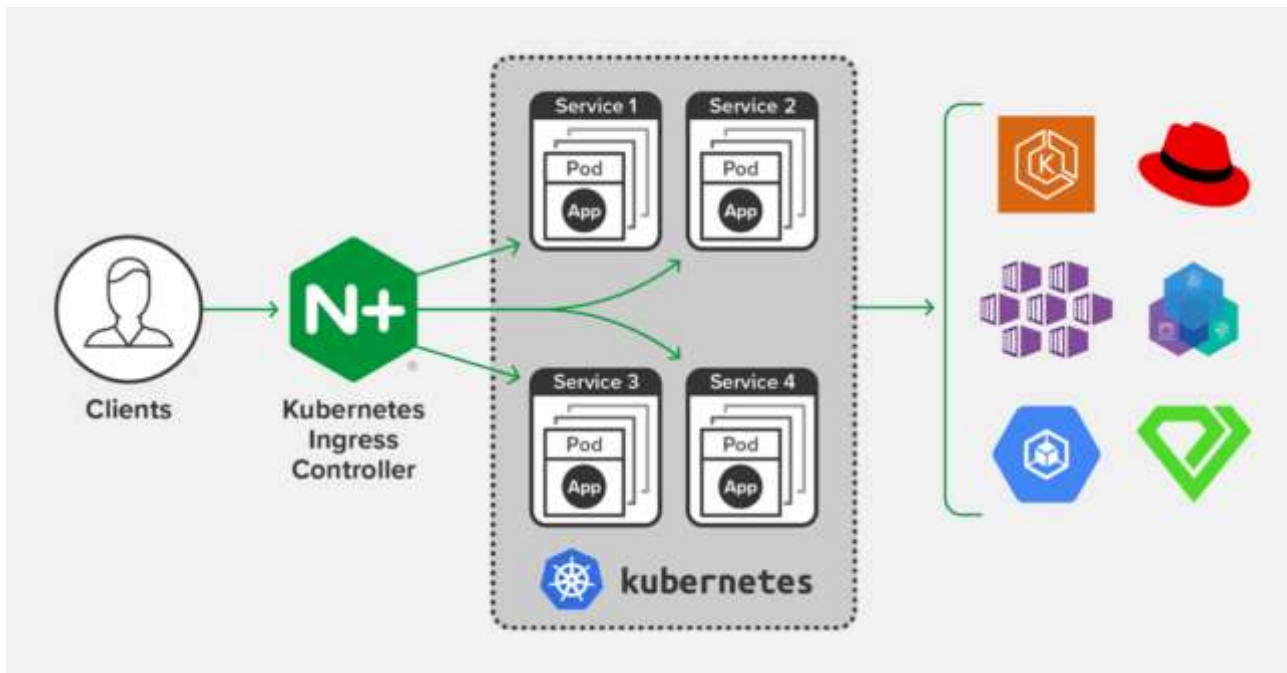 Clients
N+
®
Kubernetes
Ingress
Controller
Service 1
Pod
App
Service 2
Pod
App
Service 3
Pod
App
Service 4
Pod
App
kubernetes
K